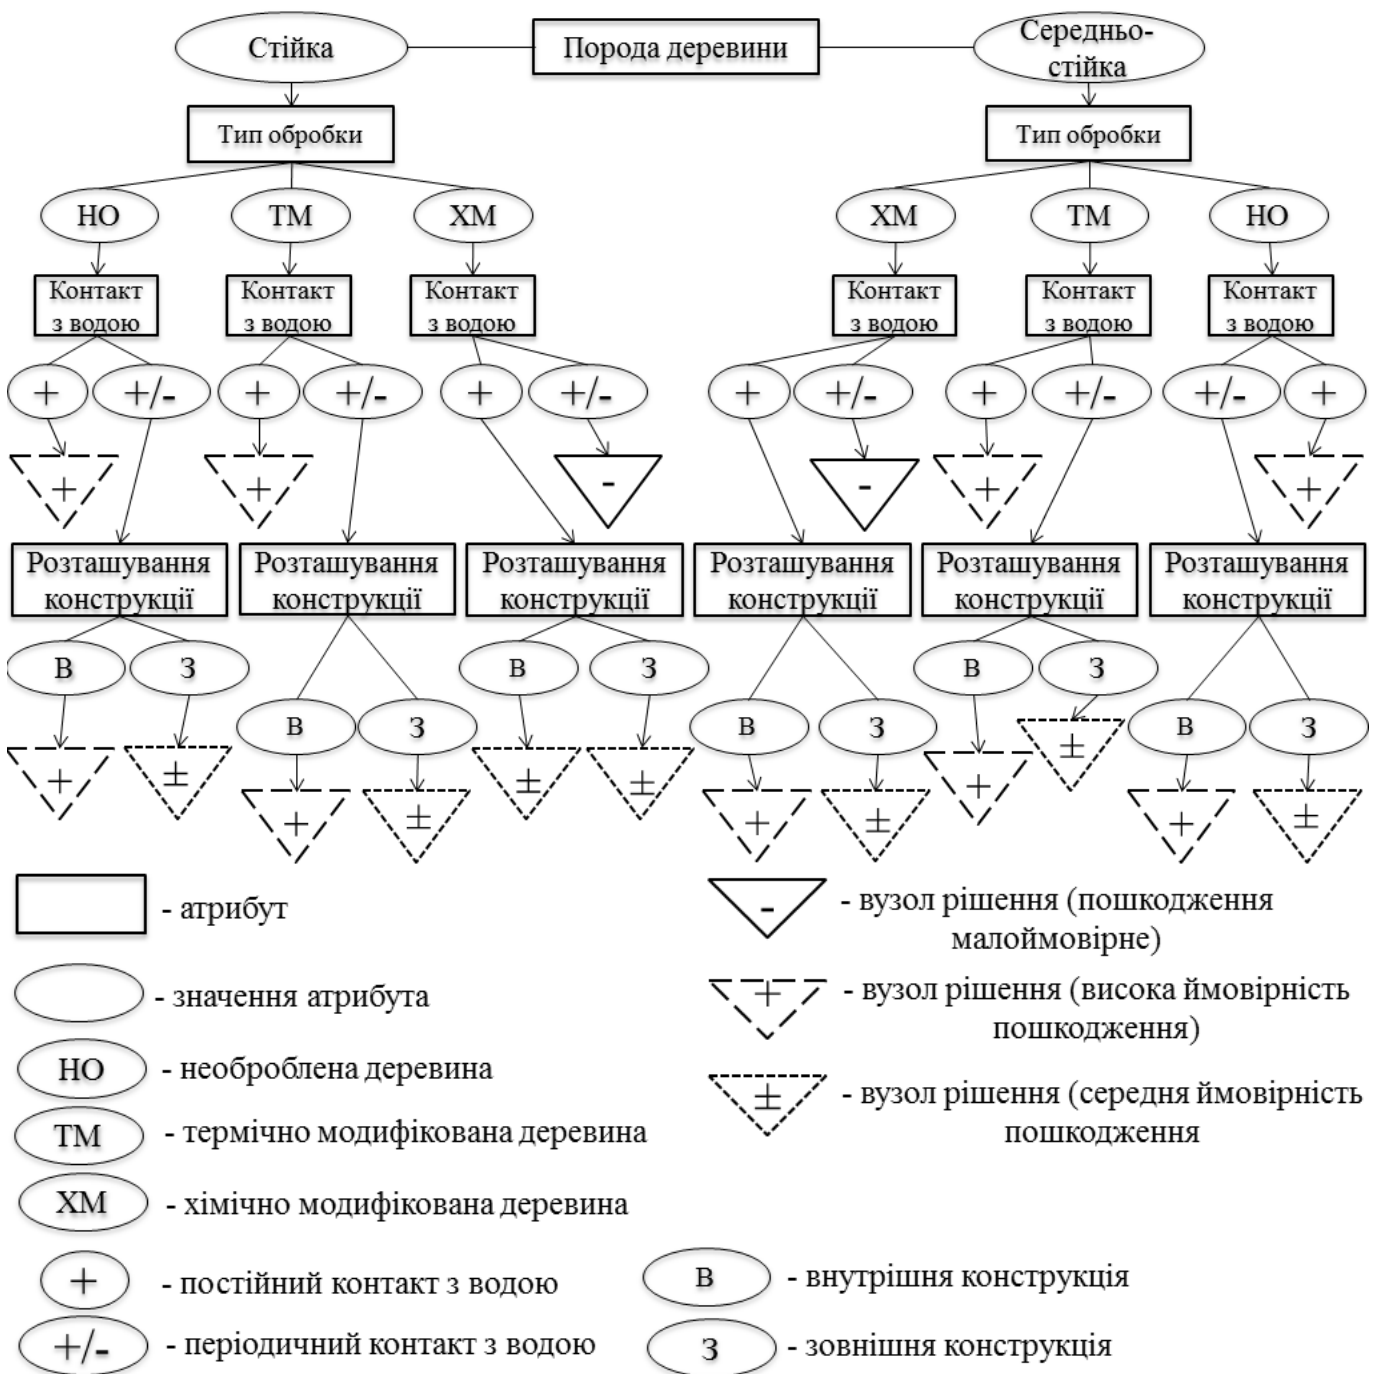 Стійка
Порода деревини
Середньо-
стійка
Тип обробки
Тип обробки
НО
ТМ
ХМ
ХМ
ТМ
НО
Контакт
з водою
Контакт
з водою
Контакт
з водою
Контакт
з водою
Контакт
з водою
Контакт
з водою
+
+/-
+
+/-
+
+/-
+
+/-
+
+/-
+/-
+
+
+
-
-
+
+
Розташування
конструкції
Розташування
конструкції
Розташування
конструкції
Розташування
конструкції
Розташування
конструкції
Розташування
конструкції
В
З
В
З
В
З
В
З
В
З
В
З
+
±
+
±
±
±
+
±
+
±
+
±
- атрибут
- значення атрибута
НО
- необроблена деревина
ТМ
- термічно модифікована деревина
ХМ
- хімічно модифікована деревина
+
- постійний контакт з водою
+/-
- періодичний контакт з водою
-
- вузол рішення (пошкодження
малоймовірне)
+
- вузол рішення (висока ймовірність
пошкодження)
±
- вузол рішення (середня ймовірність
пошкодження
В
- внутрішня конструкція
З
- зовнішня конструкція